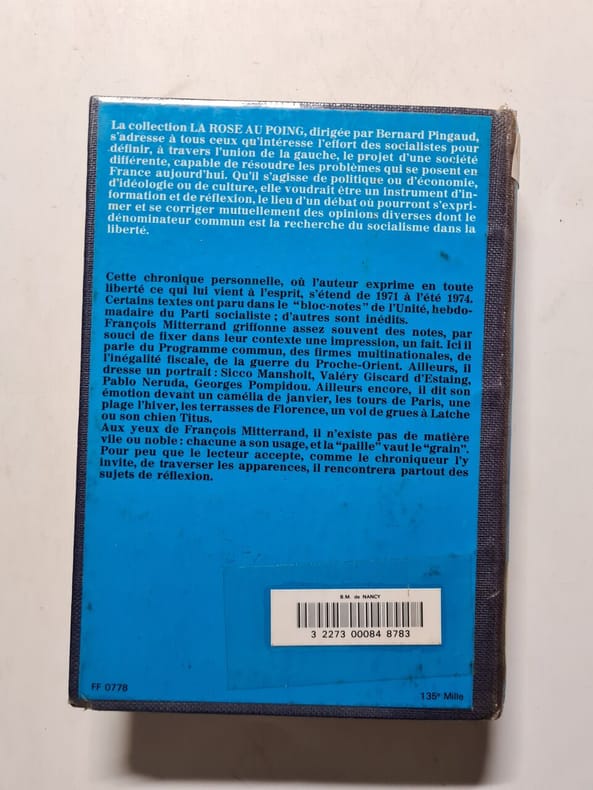 La collection LA ROSE AU POING, dirigée par Bernard Pingaud,
s'adresse à tous ceux qu'intéresse l'effort des socialistes pour
définir, à travers l'union de la gauche, le projet d'une société
différente, capable de résoudre les problèmes qui se posent en
France aujourd'hui. Qu'il s'agisse de politique ou d'économie,
d'idéologie ou de culture, elle voudrait être un instrument d'in-
formation et de réflexion, le lieu d'un débat où pourront s'expri-
mer et se corriger mutuellement des opinions diverses dont le
dénominateur commun est la recherche du socialisme dans la
liberté.
Cette chronique personnelle, où l'auteur exprime en toute
liberté ce qui lui vient à l'esprit, s'étend de 1971 à l'été 1974.
Certains textes ont paru dans le "bloc-notes" de l'Unité, hebdo-
madaire du Parti socialiste ; d'autres sont inédits.
François Mitterrand griffonne assez souvent des notes, par
souci de fixer dans leur contexte une impression, un fait. Ici il
parle du Programme commun, des firmes multinationales, de
l'inégalité fiscale, de la guerre du Proche-Orient. Ailleurs, il
dresse un portrait : Sicco Mansholt, Valéry Giscard d'Estaing,
Pablo Neruda, Georges Pompidou. Ailleurs encore, il dit son
émotion devant un camélia de janvier, les tours de Paris, une
plage l'hiver, les terrasses de Florence, un vol de grues à Latche
ou son chien Titus.
Aux yeux de François Mitterrand, il n'existe pas de matière
vile ou noble : chacune a son usage, et la "paille" vaut le "grain".
Pour peu que le lecteur accepte, comme le chroniqueur l'y
invite, de traverser les apparences, il rencontrera partout des
sujets de réflexion.
B.M. de NANCY
3 2273 00084 8783
FF 0778
135e Mille